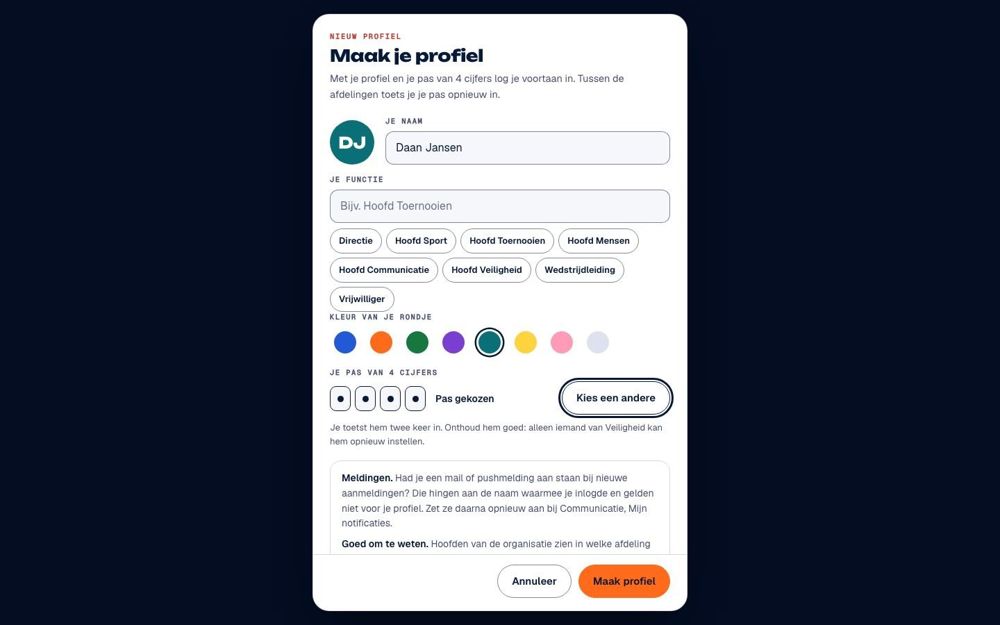 NIEUW PROFIEL
Maak je profiel
Met je profiel en je pas van 4 cijfers log je voortaan in. Tussen de
afdelingen toets je je pas opnieuw in.
JE NAAM
DJ
Daan Jansen
JE FUNCTIE
Bijv. Hoofd Toernooien
Directie Hoofd Sport Hoofd Toernooien Hoofd Mensen
Hoofd Communicatie Hoofd Veiligheid Wedstrijdleiding
Vrijwilliger
KLEUR VAN JE RONDJE
JE PAS VAN 4 CIJFERS
Pas gekozen Kies een andere
Je toetst hem twee keer in. Onthoud hem goed: alleen iemand van Veiligheid kan
hem opnieuw instellen.
Meldingen. Had je een mail of pushmelding aan staan bij nieuwe
aanmeldingen? Die hingen aan de naam waarmee je inlogde en gelden
niet voor je profiel. Zet ze daarna opnieuw aan bij Communicatie, Mijn
notificaties.
Goed om te weten. Hoofden van de organisatie zien in welke afdeling
Annuleer Maak profiel